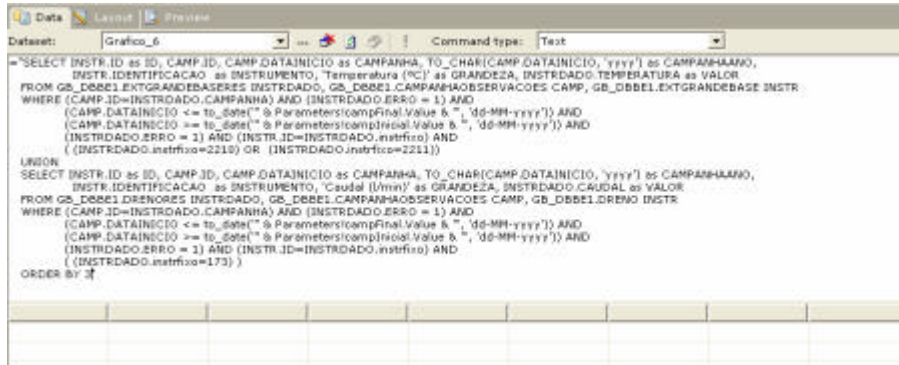 Data Layout Preview
Dataset: Grafico_6 ... ! Command type: Text
="SELECT INSTR.ID as ID, CAMP.ID, CAMP.DATAINICIO as CAMPANHA, TO_CHAR(CAMP.DATAINICIO, 'yyyy') as CAMPANHAANO,
INSTR.IDENTIFICACAO as INSTRUMENTO, 'Temperatura (ºC)' as GRANDEZA, INSTRDADO.TEMPERATURA as VALOR
FROM GB_DBBE1.EXTGRANDEBASERES INSTRDADO, GB_DBBE1.CAMPANHAOBSERVACOES CAMP, GB_DBBE1.EXTGRANDEBASE INSTR
WHERE (CAMP.ID=INSTRDADO.CAMPANHA) AND (INSTRDADO.ERRO = 1) AND
(CAMP.DATAINICIO <= to_date('" & Parameters!campFinal.Value & "', 'dd-MM-yyyy')) AND
(CAMP.DATAINICIO >= to_date('" & Parameters!campInicial.Value & "', 'dd-MM-yyyy')) AND
(INSTRDADO.ERRO = 1) AND (INSTR.ID=INSTRDADO.instrfixo) AND
( (INSTRDADO.instrfixo=2210) OR (INSTRDADO.instrfixo=2211))
UNION
SELECT INSTR.ID as ID, CAMP.ID, CAMP.DATAINICIO as CAMPANHA, TO_CHAR(CAMP.DATAINICIO, 'yyyy') as CAMPANHAANO,
INSTR.IDENTIFICACAO as INSTRUMENTO, 'Caudal (l/min)' as GRANDEZA, INSTRDADO.CAUDAL as VALOR
FROM GB_DBBE1.DRENORES INSTRDADO, GB_DBBE1.CAMPANHAOBSERVACOES CAMP, GB_DBBE1.DRENO INSTR
WHERE (CAMP.ID=INSTRDADO.CAMPANHA) AND (INSTRDADO.ERRO = 1) AND
(CAMP.DATAINICIO <= to_date('" & Parameters!campFinal.Value & "', 'dd-MM-yyyy')) AND
(CAMP.DATAINICIO >= to_date('" & Parameters!campInicial.Value & "', 'dd-MM-yyyy')) AND
(INSTRDADO.ERRO = 1) AND (INSTR.ID=INSTRDADO.instrfixo) AND
( (INSTRDADO.instrfixo=173) )
ORDER BY 3"